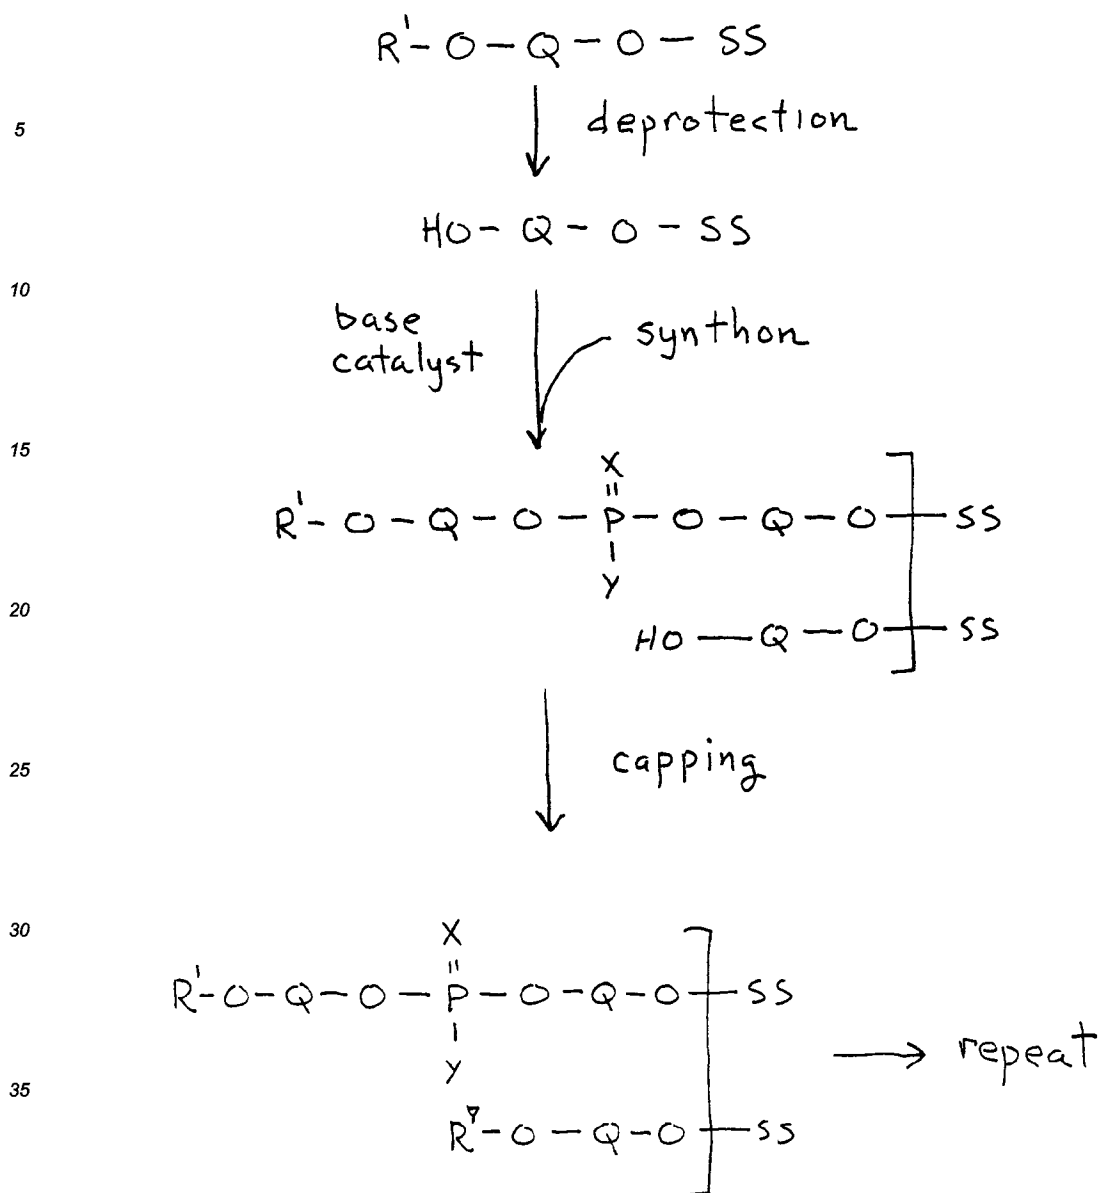 R'-O-Q-O-SS
5
deprotection
HO-Q-O-SS
10
base
catalyst
synthon
15
X
=
R'-O-Q-O-P-O-Q-O-SS
Y
20
HO-Q-O-SS
25
capping
30
X
=
R'-O-Q-O-P-O-Q-O-SS
repeat
Y
35
R -O-Q-O-SS